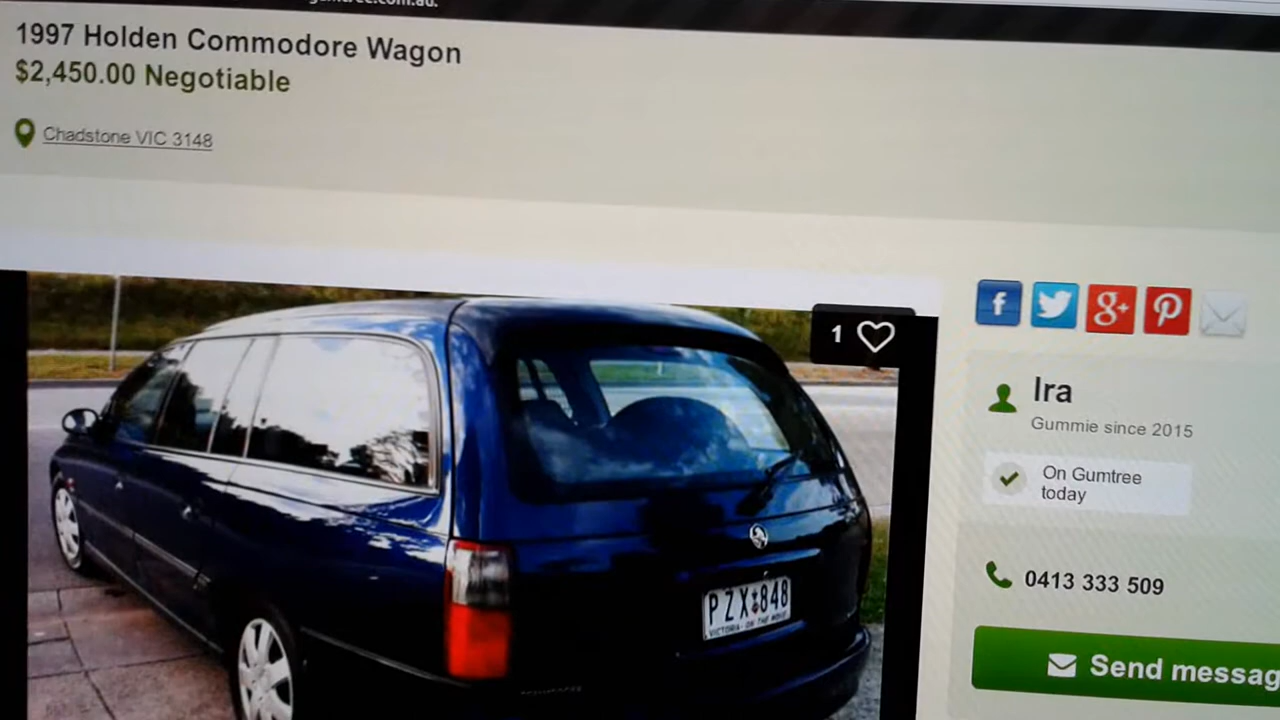 1997 Holden Commodore Wagon
$2,450.00 Negotiable
Chadstone VIC 3148
1
Ira
Gummie since 2015
On Gumtree
today
0413 333 509
Send messag
PZX 848
VICTORIA - ON THE MOVE